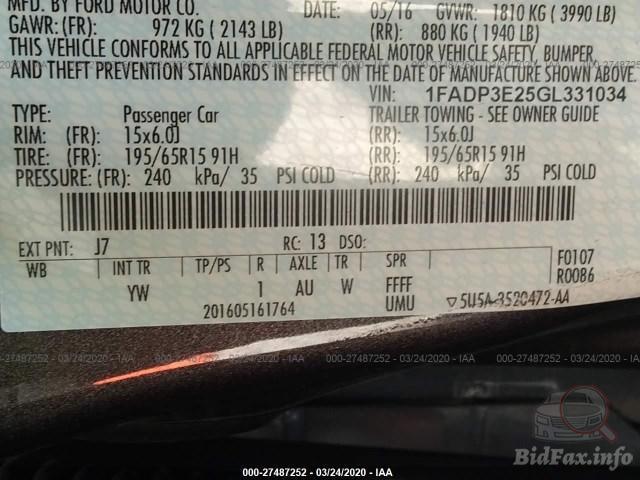 MFD. BY FORD MOTOR CO.
DATE: 05/16 GVWR: 1810 KG ( 3990 LB)
GAWR: (FR) 972 KG ( 2143 LB) (RR): 880 KG ( 1940 LB)
THIS VEHICLE CONFORMS TO ALL APPLICABLE FEDERAL MOTOR VEHICLE SAFETY, BUMPER,
AND THEFT PREVENTION STANDARDS IN EFFECT ON THE DATE OF MANUFACTURE SHOWN ABOVE.
VIN: 1FADP3E25GL331034
TYPE: Passenger Car TRAILER TOWING - SEE OWNER GUIDE
RIM: (FR): 15x6.0J (RR): 15x6.0J
TIRE: (FR): 195/65R15 91H (RR): 195/65R15 91H
PRESSURE: (FR): 240 kPa/ 35 PSI COLD (RR): 240 kPa/ 35 PSI COLD
EXT PNT: J7 RC: 13 DSO: F0107
WB INT TR TP/PS R AXLE TR SPR R0086
YW 1 AU W FFFF
201605161764 UMU ▽5U5A-3520472-AA
000-27487252 - 03/24/2020 - IAA
BidFax.info
000-27487252 - 03/24/2020 - IAA